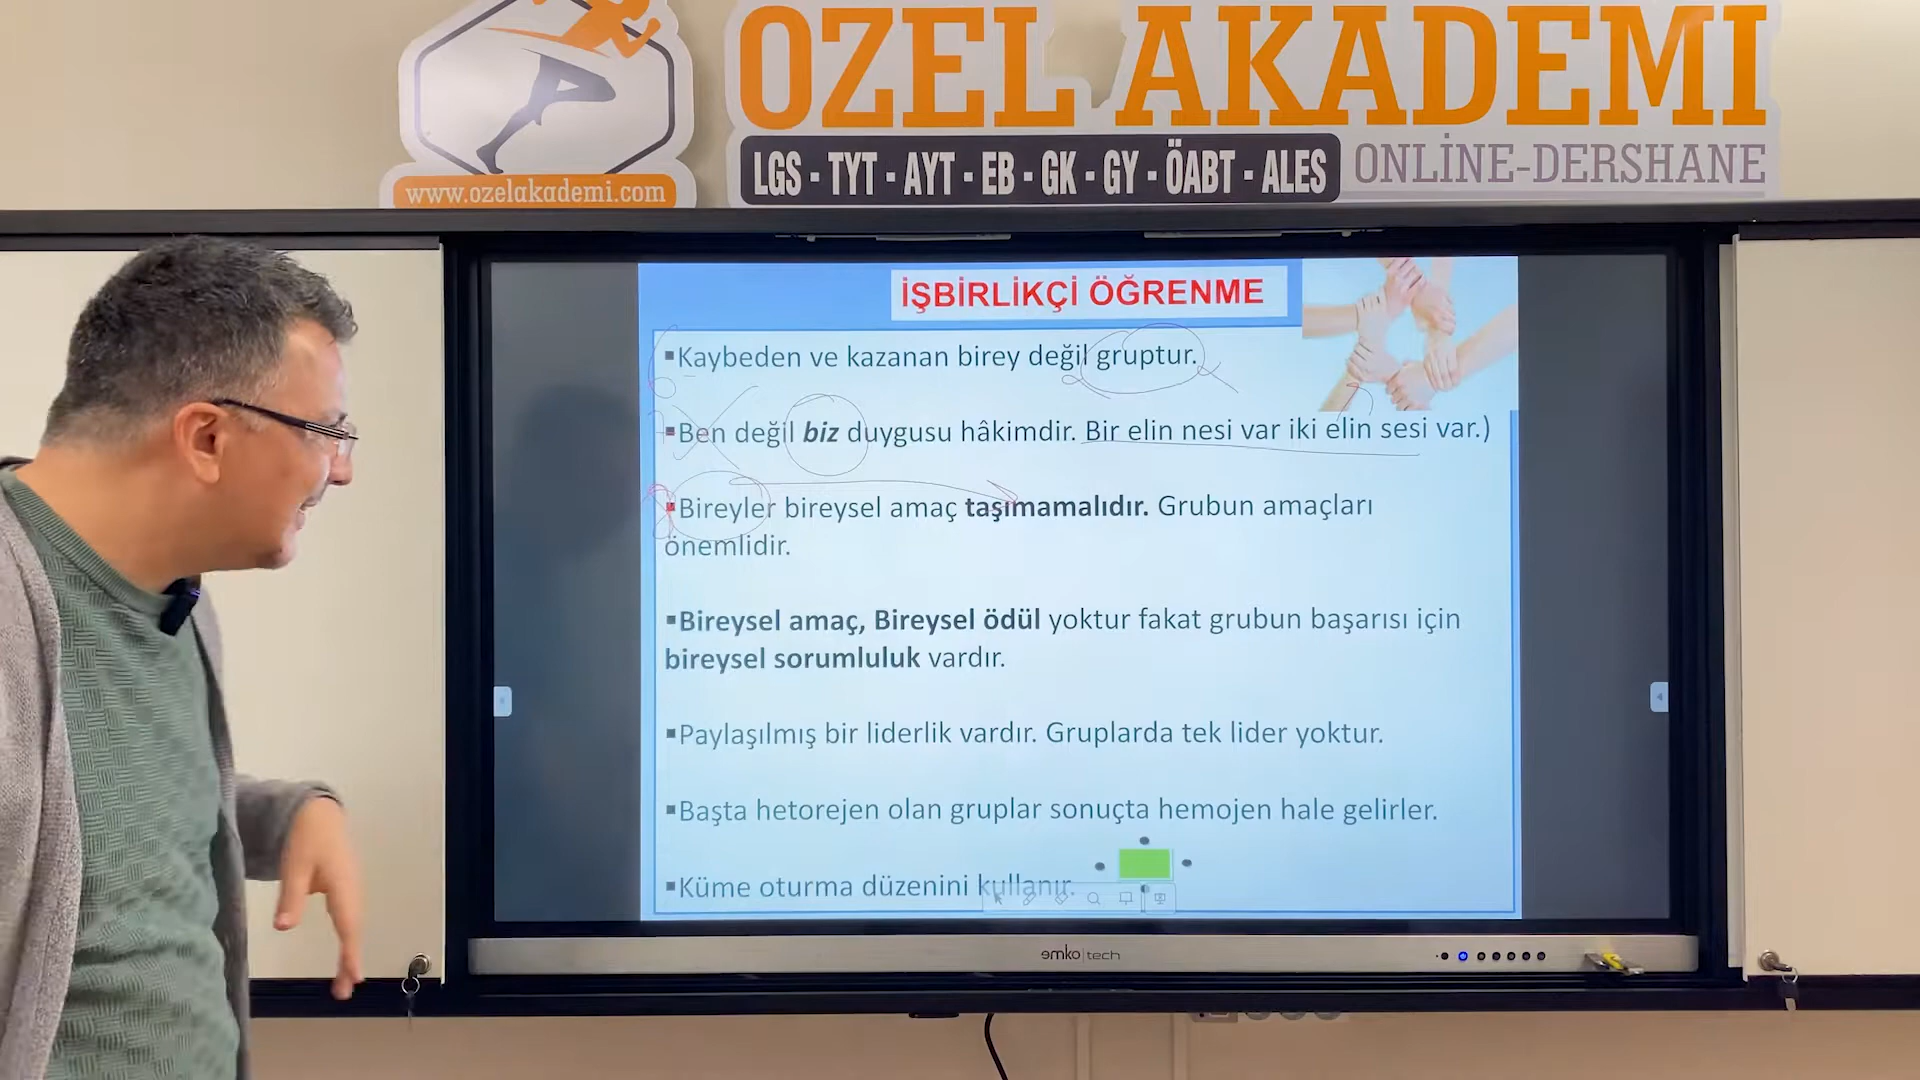 OZEL AKADEMİ
LGS - TYT - AYT - EB - GK - GY - ÖABT - ALES
ONLİNE-DERSHANE
www.ozelakademi.com
İŞBİRLİKÇİ ÖĞRENME
▪Kaybeden ve kazanan birey değil gruptur.
▪Ben değil biz duygusu hâkimdir. Bir elin nesi var iki elin sesi var.)
▪Bireyler bireysel amaç taşımamalıdır. Grubun amaçları
önemlidir.
▪Bireysel amaç, Bireysel ödül yoktur fakat grubun başarısı için
bireysel sorumluluk vardır.
▪Paylaşılmış bir liderlik vardır. Gruplarda tek lider yoktur.
▪Başta hetorejen olan gruplar sonuçta hemojen hale gelirler.
▪Küme oturma düzenini kullanır.
emko|tech